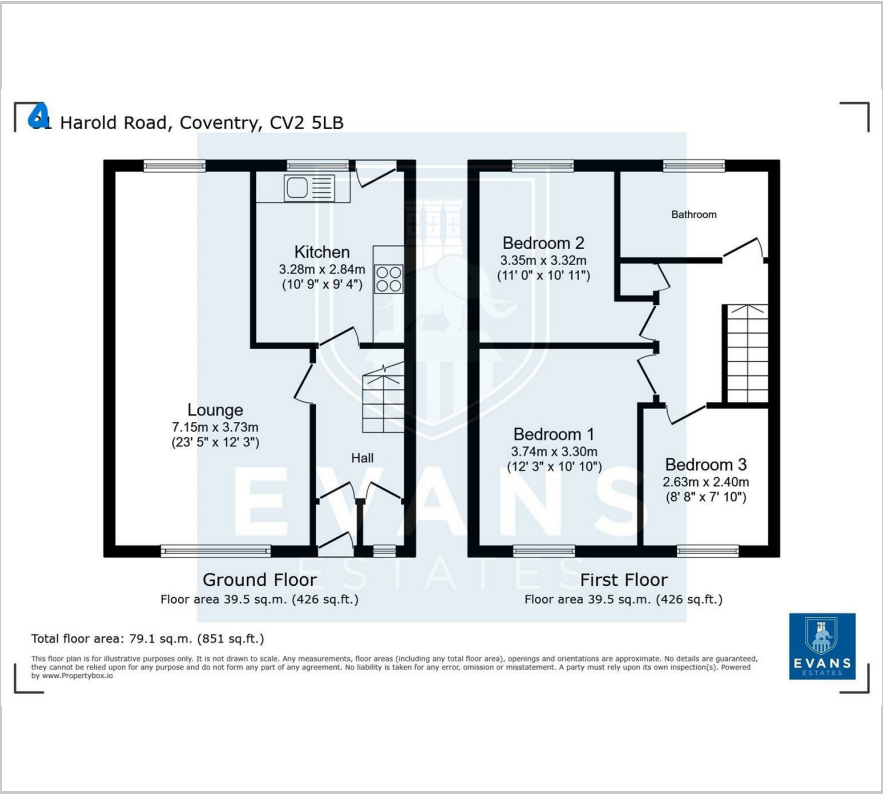 Harold Road, Coventry, CV2 5LB
Kitchen
3.28m x 2.84m
(10' 9" x 9' 4")
Lounge
7.15m x 3.73m
(23' 5" x 12' 3")
Hall
Ground Floor
Floor area 39.5 sq.m. (426 sq.ft.)
Bedroom 2
3.35m x 3.32m
(11' 0" x 10' 11")
Bathroom
Bedroom 1
3.74m x 3.30m
(12' 3" x 10' 10")
Bedroom 3
2.63m x 2.40m
(8' 8" x 7' 10")
First Floor
Floor area 39.5 sq.m. (426 sq.ft.)
EVANS
ESTATES
Total floor area: 79.1 sq.m. (851 sq.ft.)
This floor plan is for illustrative purposes only. It is not drawn to scale. Any measurements, floor areas (including any total floor area), openings and orientations are approximate. No details are guaranteed,
they cannot be relied upon for any purpose and do not form any part of any agreement. No liability is taken for any error, omission or misstatement. A party must rely upon its own inspection(s). Powered
by www.Propertybox.io
EVANS
ESTATES